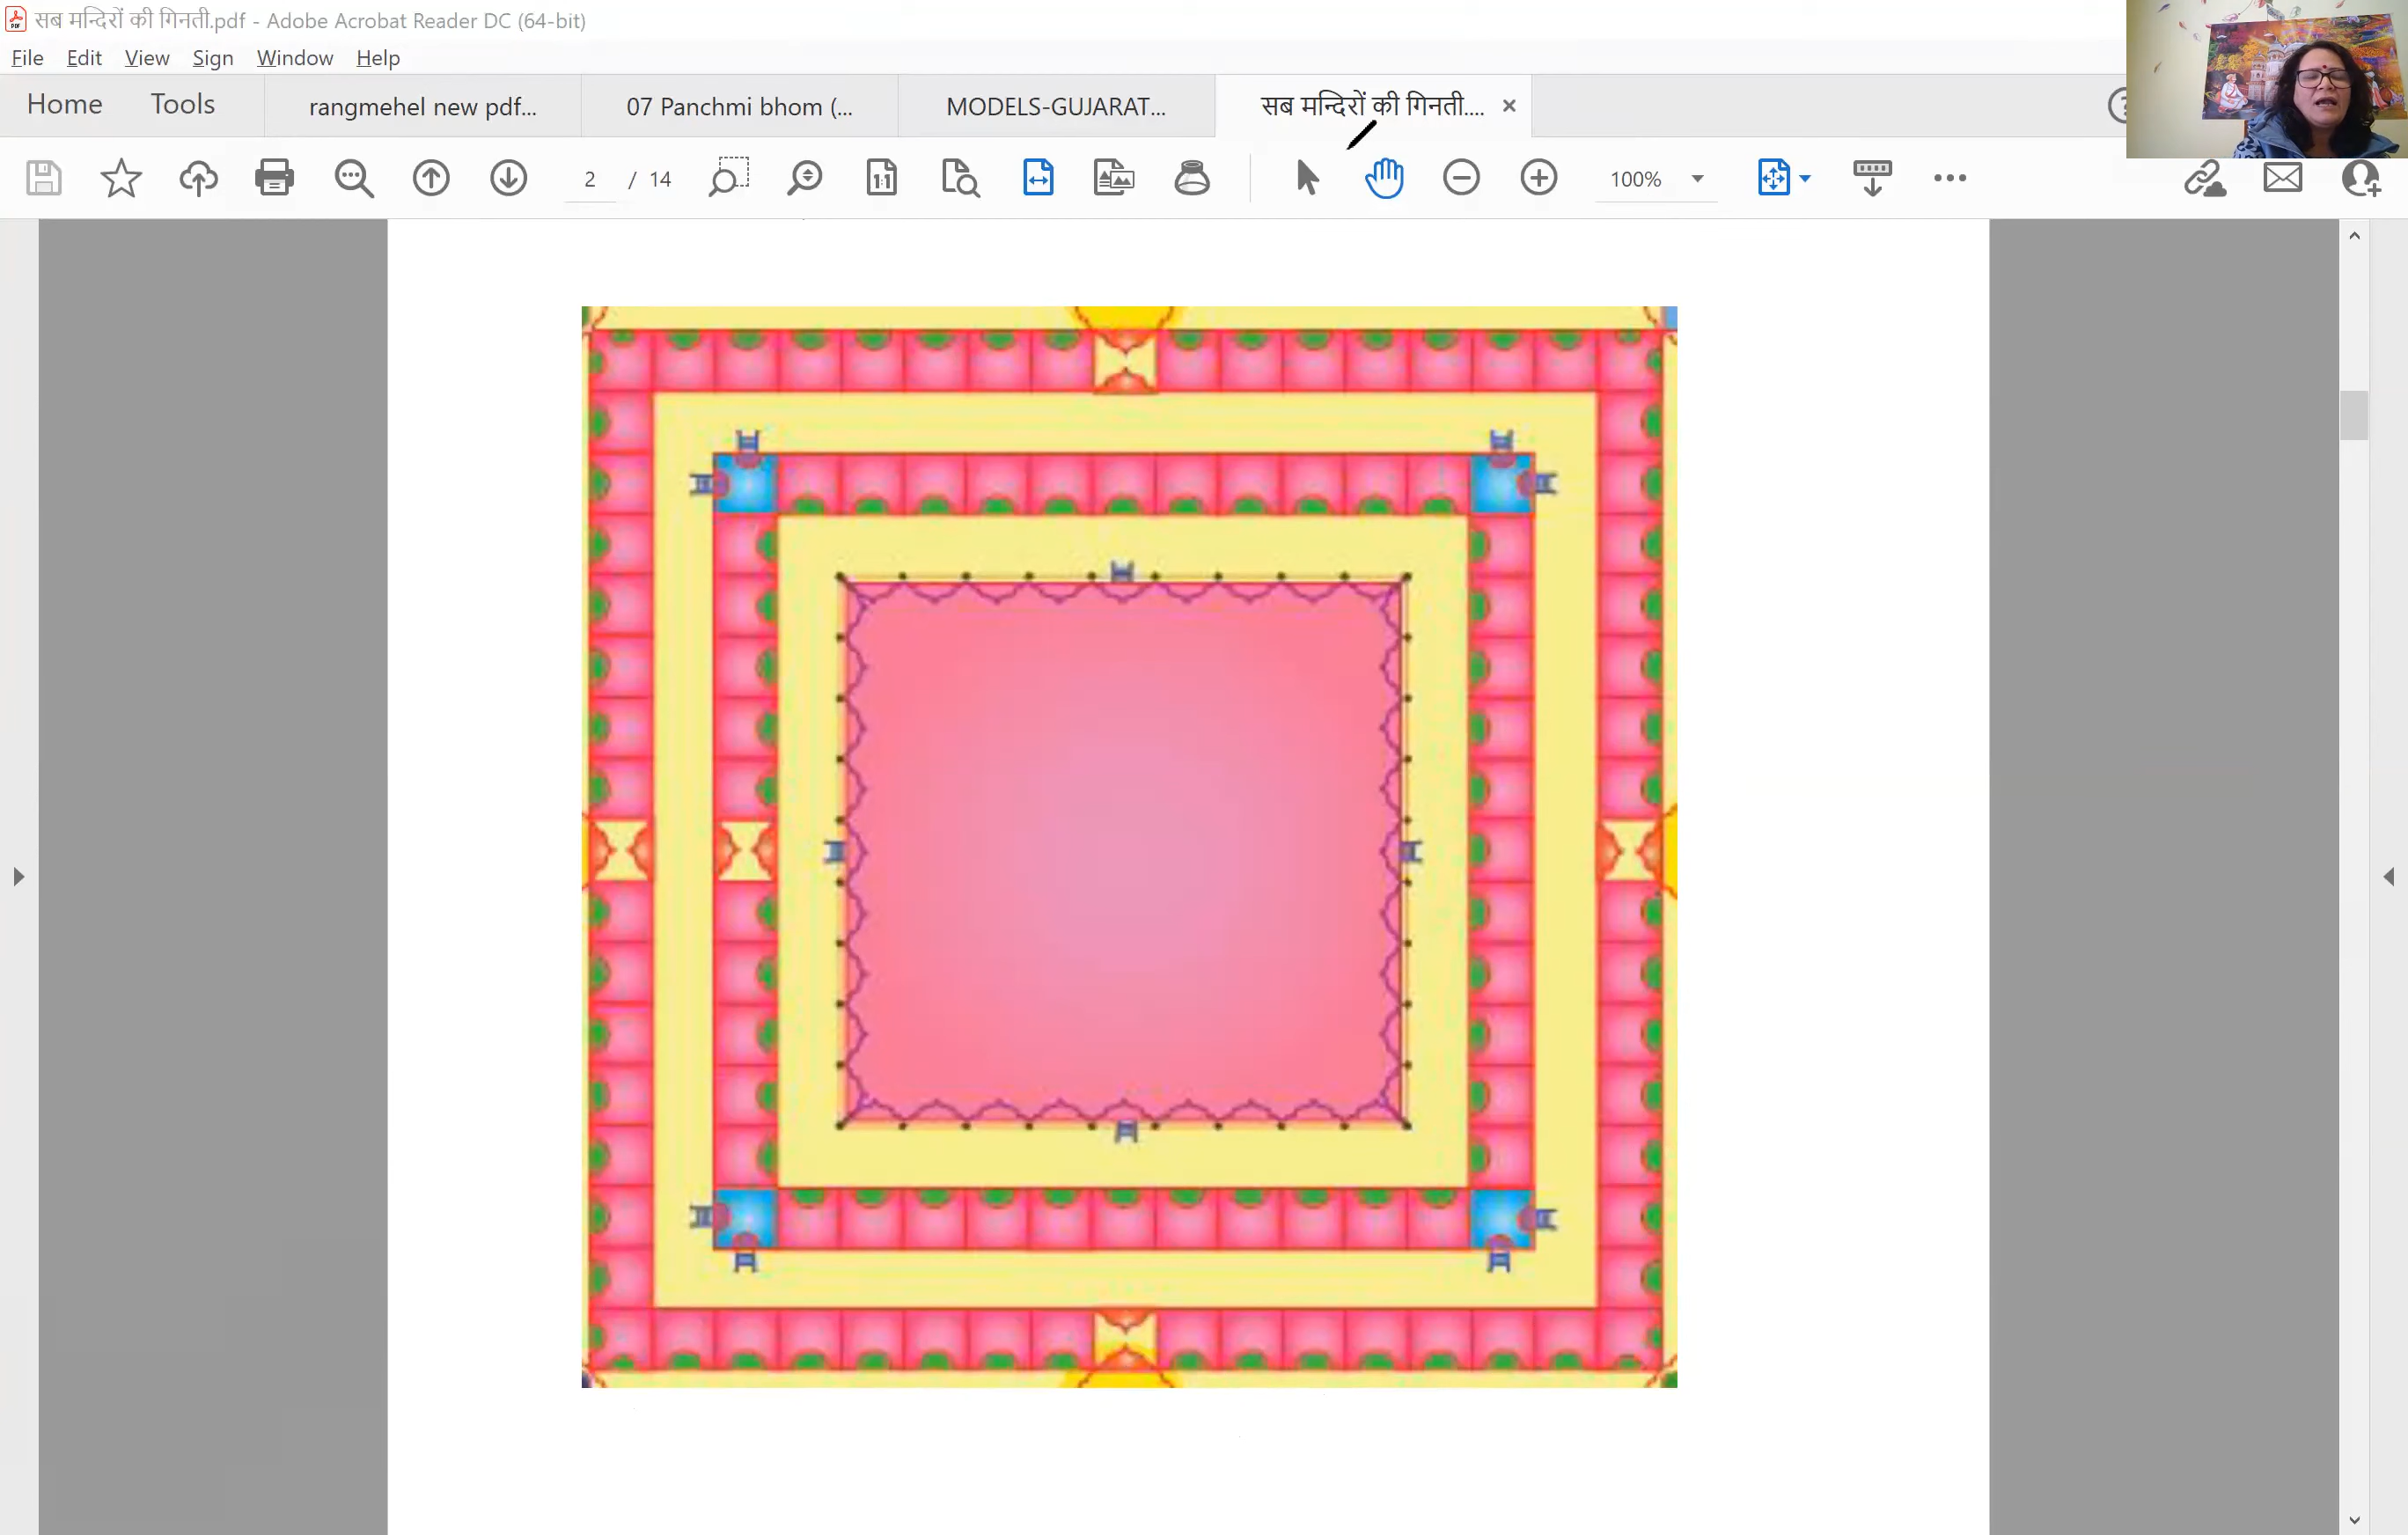 सब मन्दिरों की गिनती.pdf - Adobe Acrobat Reader DC (64-bit)
File Edit View Sign Window Help
Home Tools rangmehel new pdf... 07 Panchmi bhom (... MODELS-GUJARAT... सब मन्दिरों की गिनती....
2 / 14 100%